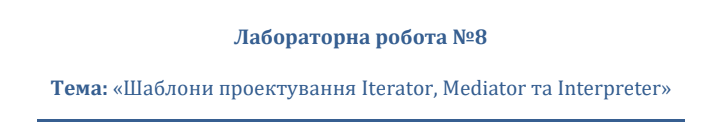 Лабораторна робота №8
Тема: «Шаблони проектування Iterator, Mediator та Interpreter»